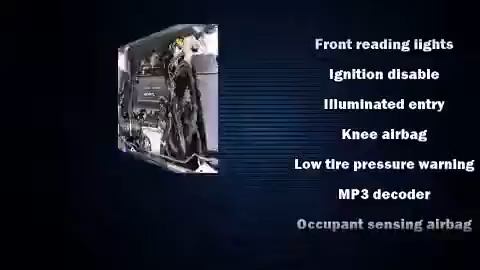 Front reading lights
Ignition disable
Illuminated entry
Knee airbag
Low tire pressure warning
MP3 decoder
Occupant sensing airbag